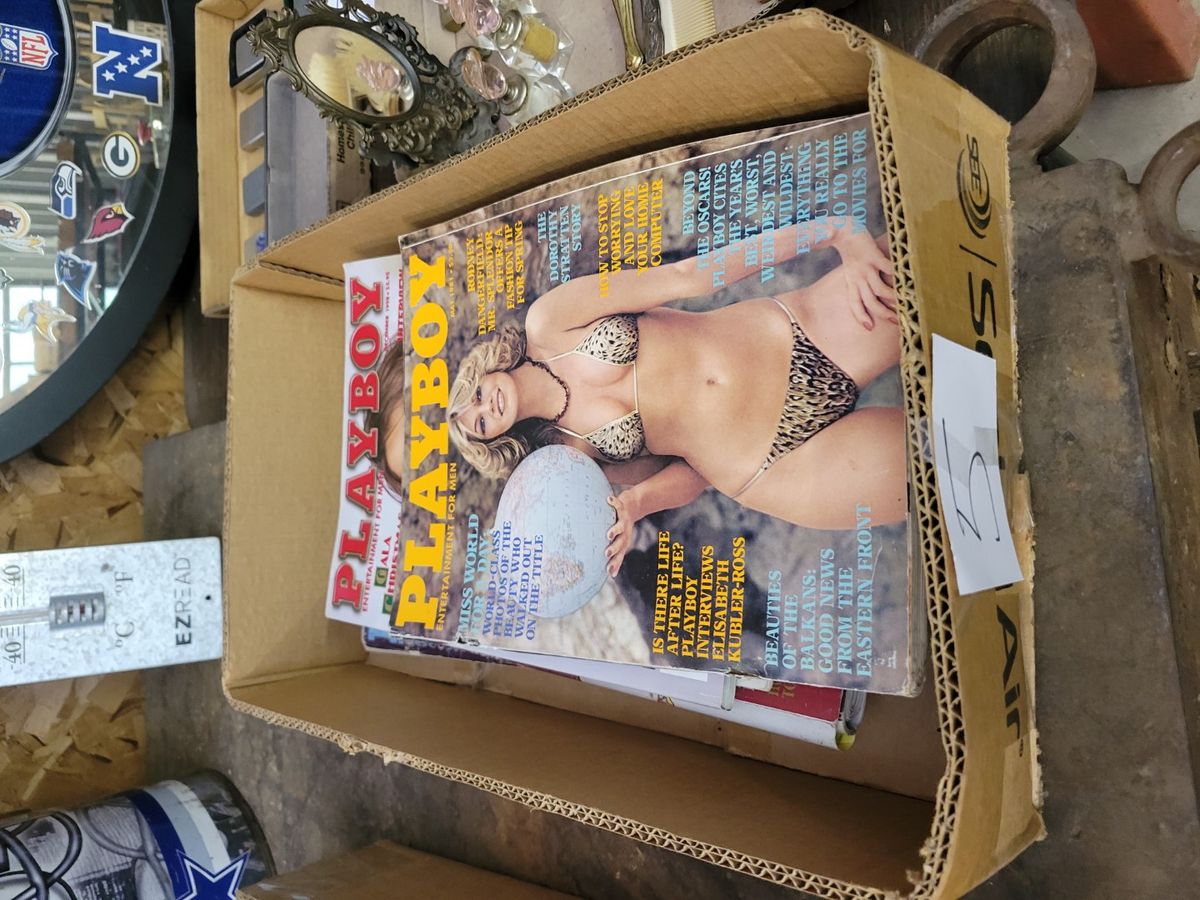 PLAYBOY
ENTERTAINMENT FOR MEN
RODNEY
DANGERFIELD:
MR. SPLENDOR
OFFERS A
FASHION TIP
FOR SPRING
THE
DOROTHY
STRATTEN
STORY
HOW TO STOP
WORRYING
AND LOVE
YOUR HOME
COMPUTER
BEYOND
THE OSCARS!
PLAYBOY CITES
THE YEAR'S
BEST, WORST,
WEIRDEST AND
WILDEST:
EVERYTHING
YOU REALLY
GO TO THE
MOVIES FOR
MISS WORLD
FOR A DAY:
WORLD-CLASS
PHOTOS OF THE
BEAUTY WHO
WALKED OUT
ON THE TITLE
IS THERE LIFE
AFTER LIFE?
PLAYBOY
INTERVIEWS
ELISABETH
KUBLER-ROSS
BEAUTIES
OF THE
BALKANS:
GOOD NEWS
FROM THE
EASTERN FRONT
PLAYBOY
ENTERTAINMENT FOR MEN
GALA
INTERVIEW
NFL
N
G
EZREAD
°C °F
-40 -40
Air